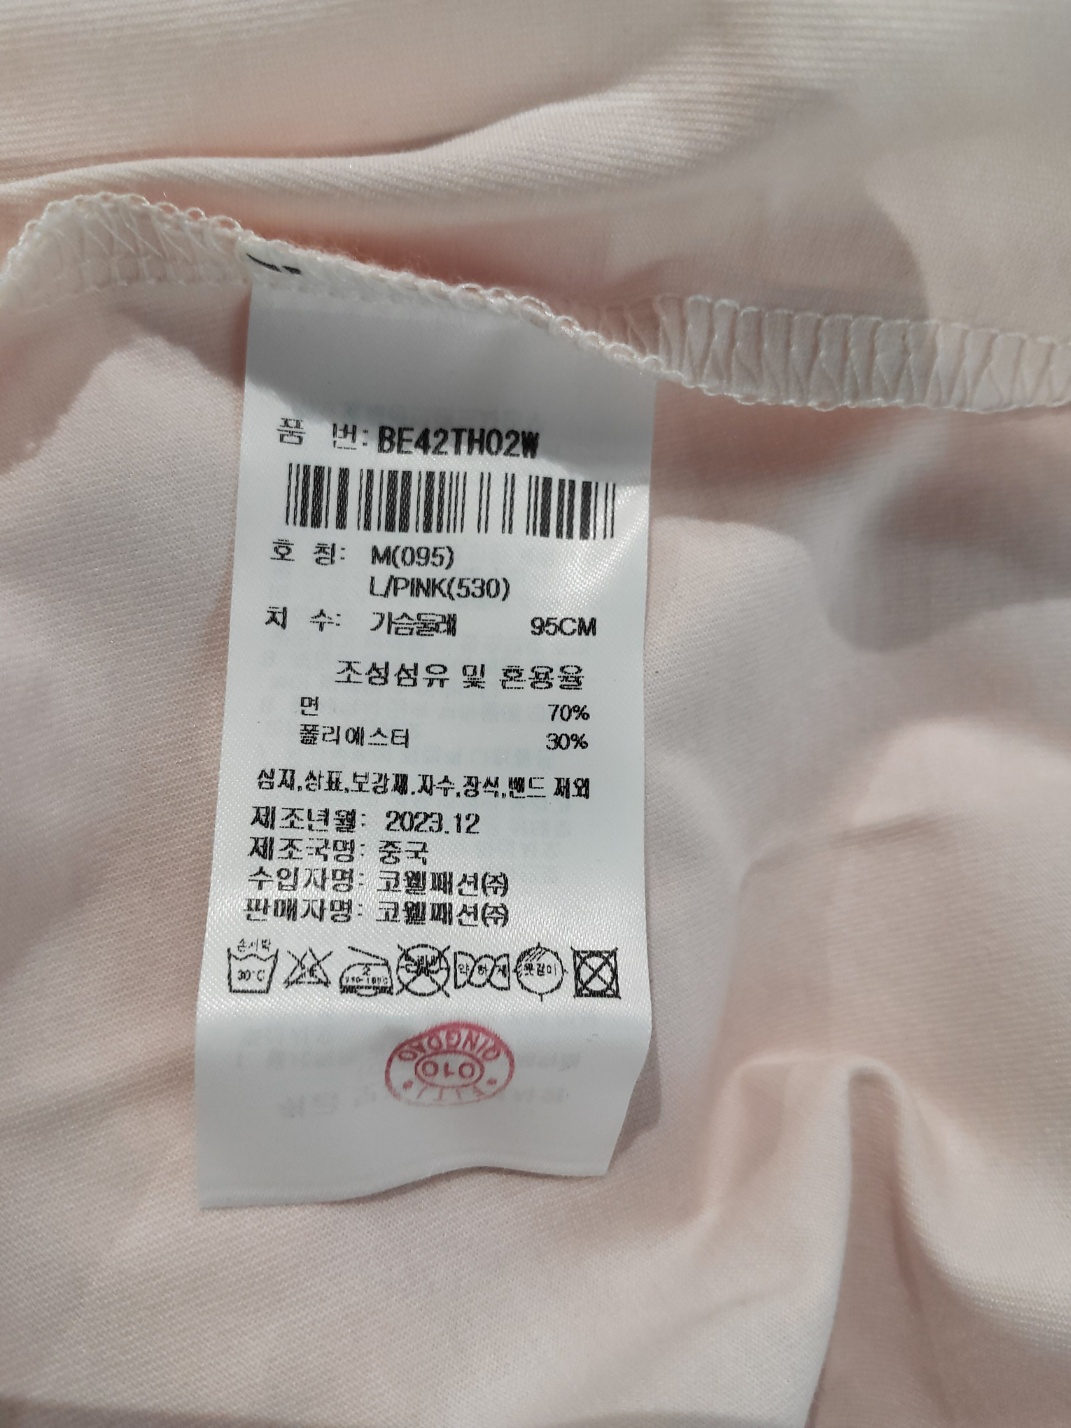 품 번: BE42TH02W
호 칭: M(095)
L/PINK(530)
치 수: 가슴둘레 95CM
조성섬유 및 혼용율
면 70%
폴리에스터 30%
심지,상표,보강재,자수,장식,밴드 제외
제조년월: 2023.12
제조국명: 중국
수입자명: 코웰패션㈜
판매자명: 코웰패션㈜
손세탁
30℃ 2 약하게 옷걸이
QINGDAO
010